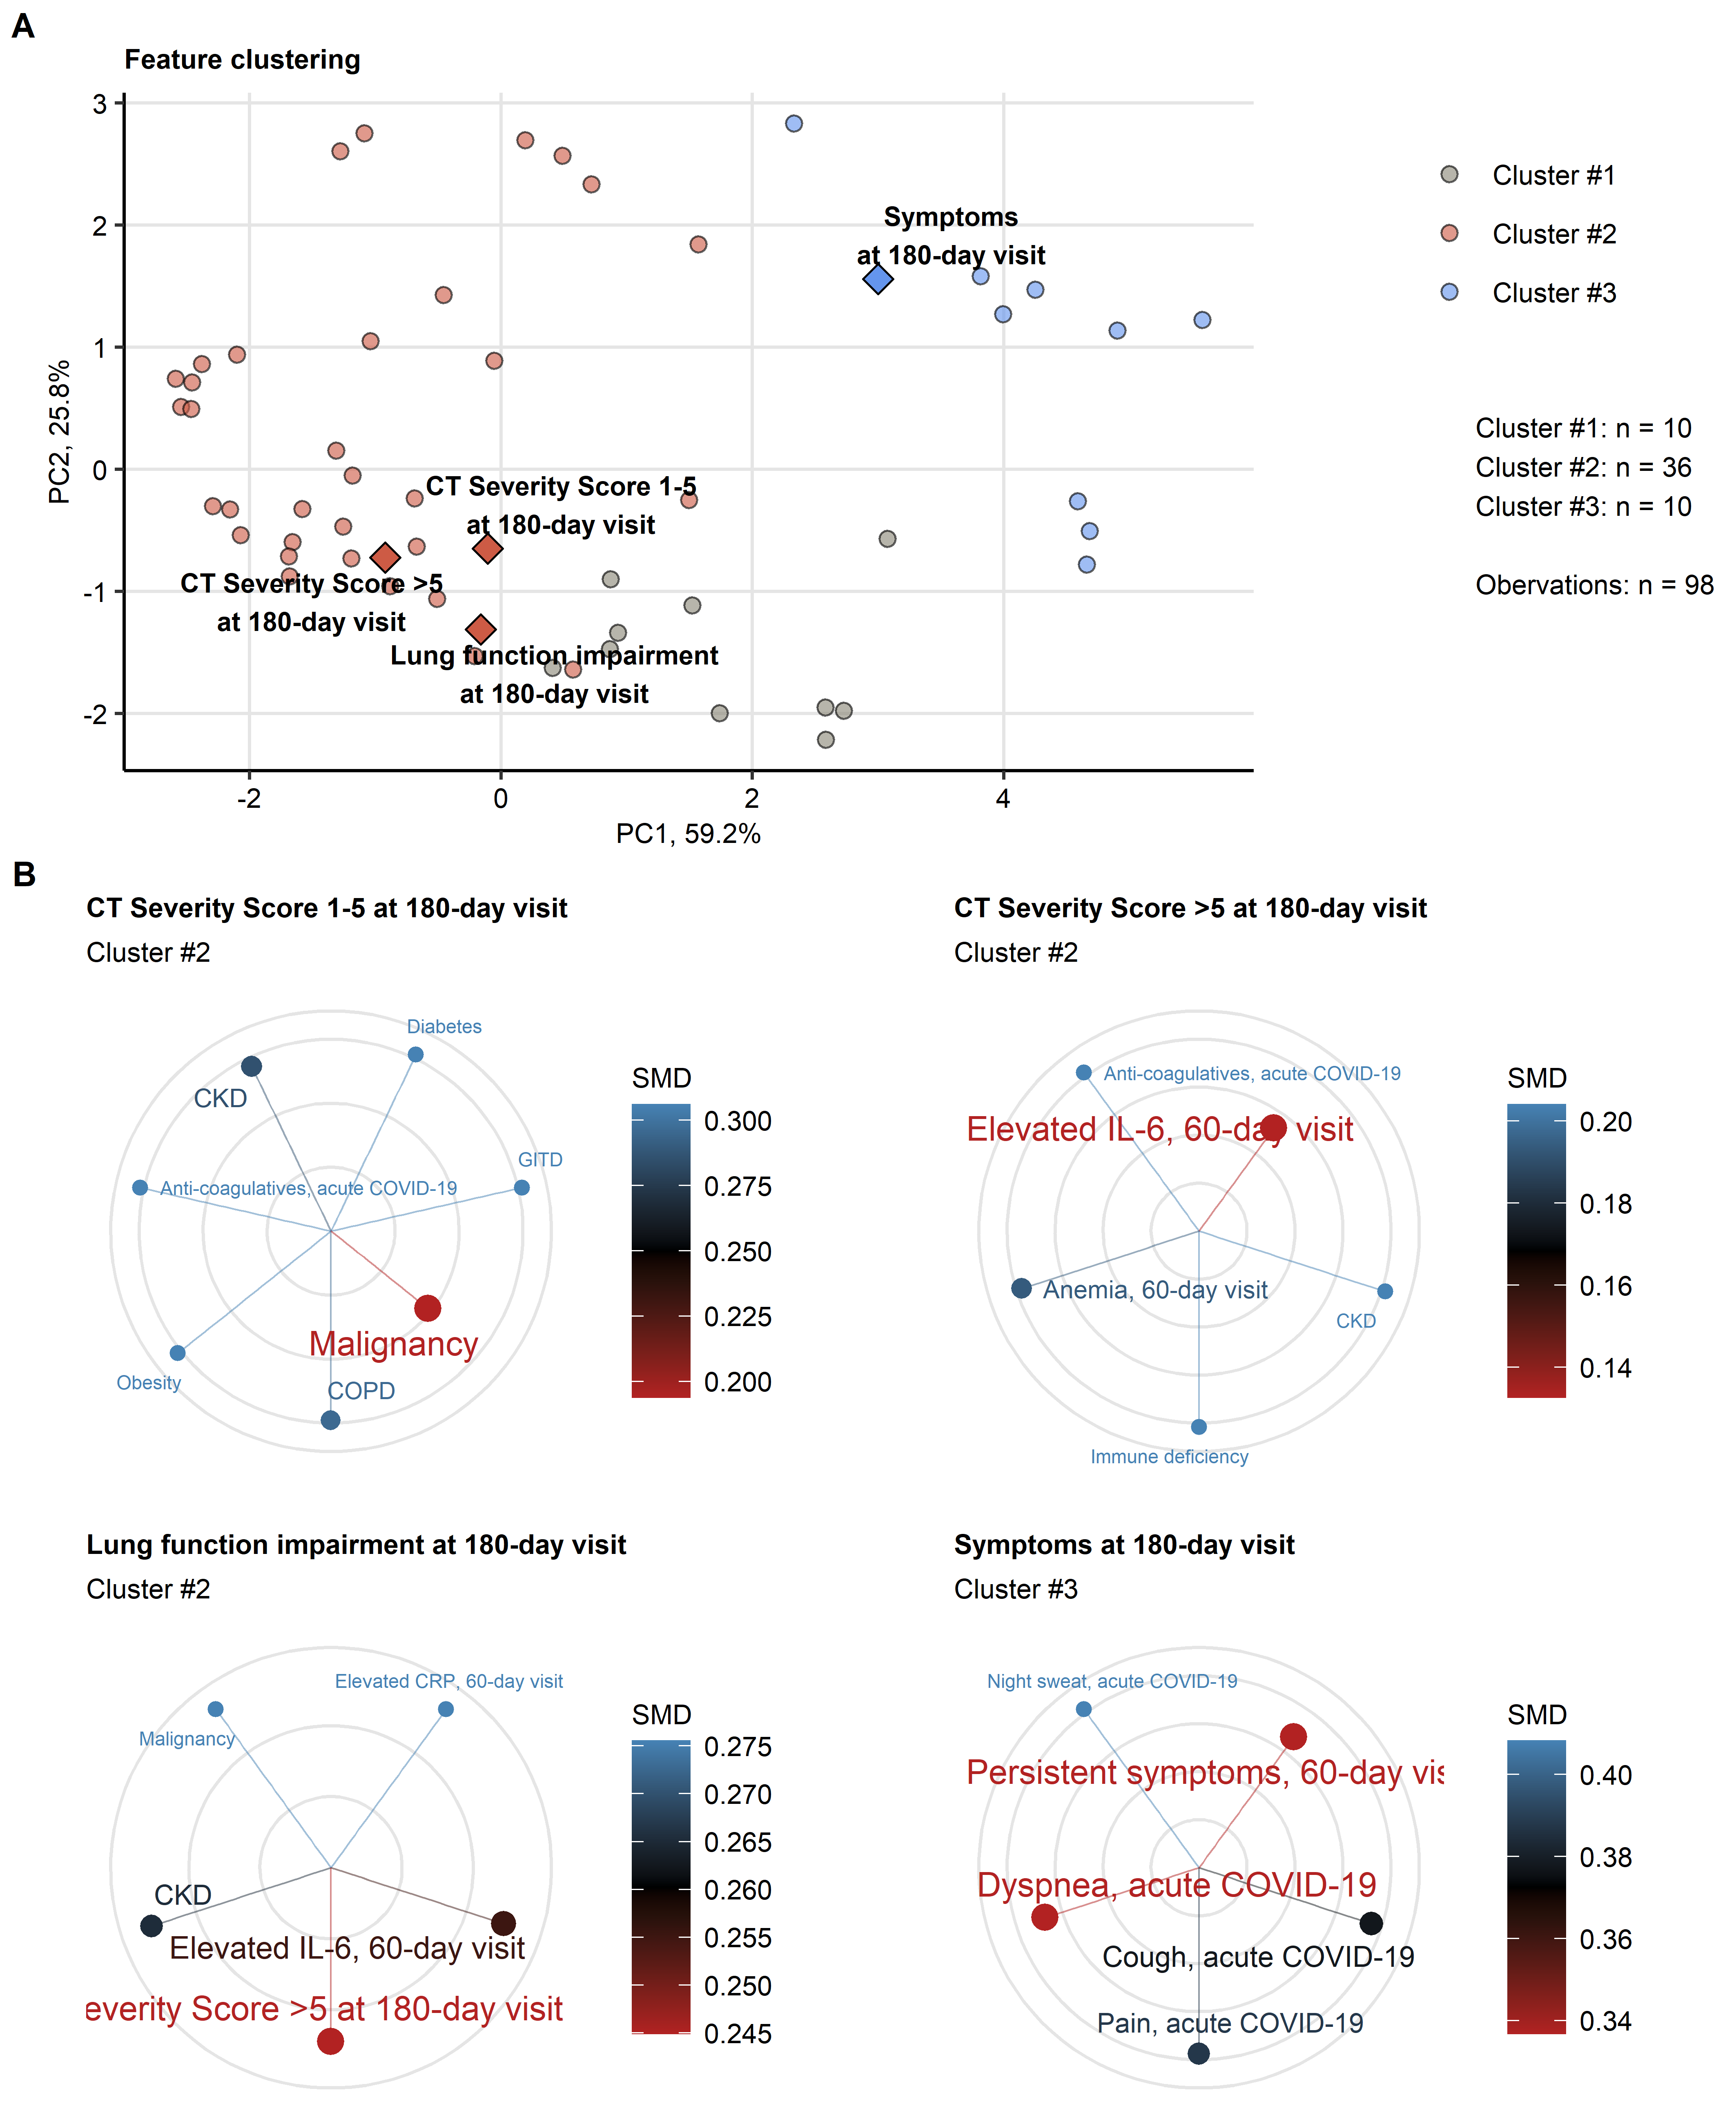 A
Feature clustering
3
2
1
0
-1
-2
-2
0
2
4
PC2, 25.8%
PC1, 59.2%
Symptoms
at 180-day visit
CT Severity Score 1-5
at 180-day visit
CT Severity Score >5
at 180-day visit
Lung function impairment
at 180-day visit
Cluster #1
Cluster #2
Cluster #3
Cluster #1: n = 10
Cluster #2: n = 36
Cluster #3: n = 10
Obervations: n = 98
B
CT Severity Score 1-5 at 180-day visit
Cluster #2
Diabetes
CKD
GITD
Anti-coagulatives, acute COVID-19
Malignancy
Obesity
COPD
SMD
0.300
0.275
0.250
0.225
0.200
CT Severity Score >5 at 180-day visit
Cluster #2
Anti-coagulatives, acute COVID-19
Elevated IL-6, 60-day visit
Anemia, 60-day visit
CKD
Immune deficiency
SMD
0.20
0.18
0.16
0.14
Lung function impairment at 180-day visit
Cluster #2
Elevated CRP, 60-day visit
Malignancy
CKD
Elevated IL-6, 60-day visit
everity Score >5 at 180-day visit
SMD
0.275
0.270
0.265
0.260
0.255
0.250
0.245
Symptoms at 180-day visit
Cluster #3
Night sweat, acute COVID-19
Persistent symptoms, 60-day vis
Dyspnea, acute COVID-19
Cough, acute COVID-19
Pain, acute COVID-19
SMD
0.40
0.38
0.36
0.34